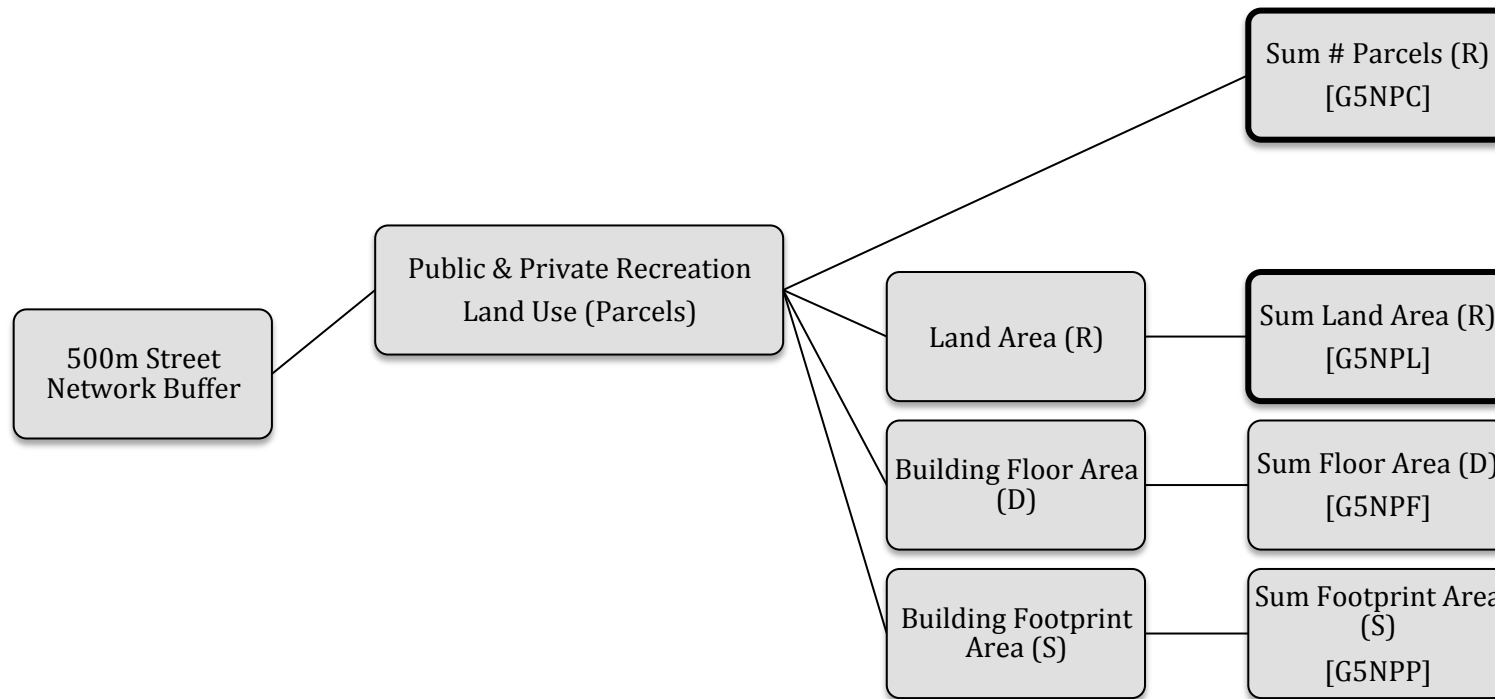 Sum # Parcels (R)
[G5NPC]
Public & Private Recreation
Land Use (Parcels)
500m Street
Network Buffer
Land Area (R)
Sum Land Area (R)
[G5NPL]
Building Floor Area
(D)
Sum Floor Area (D)
[G5NPF]
Building Footprint
Area (S)
Sum Footprint Area
(S)
[G5NPP]